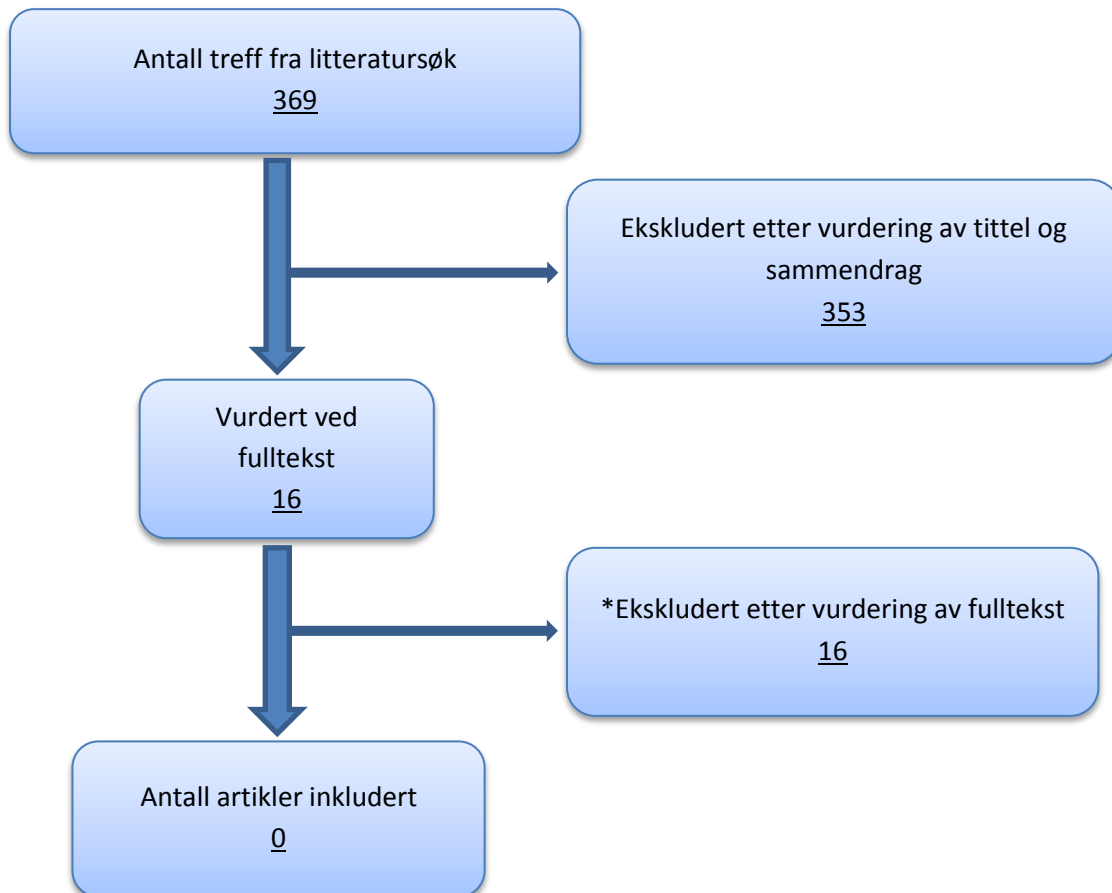 Antall treff fra litteratursøk
369
Ekskludert etter vurdering av tittel og
sammendrag
353
Vurdert ved
fulltekst
16
*Ekskludert etter vurdering av fulltekst
16
Antall artikler inkludert
0